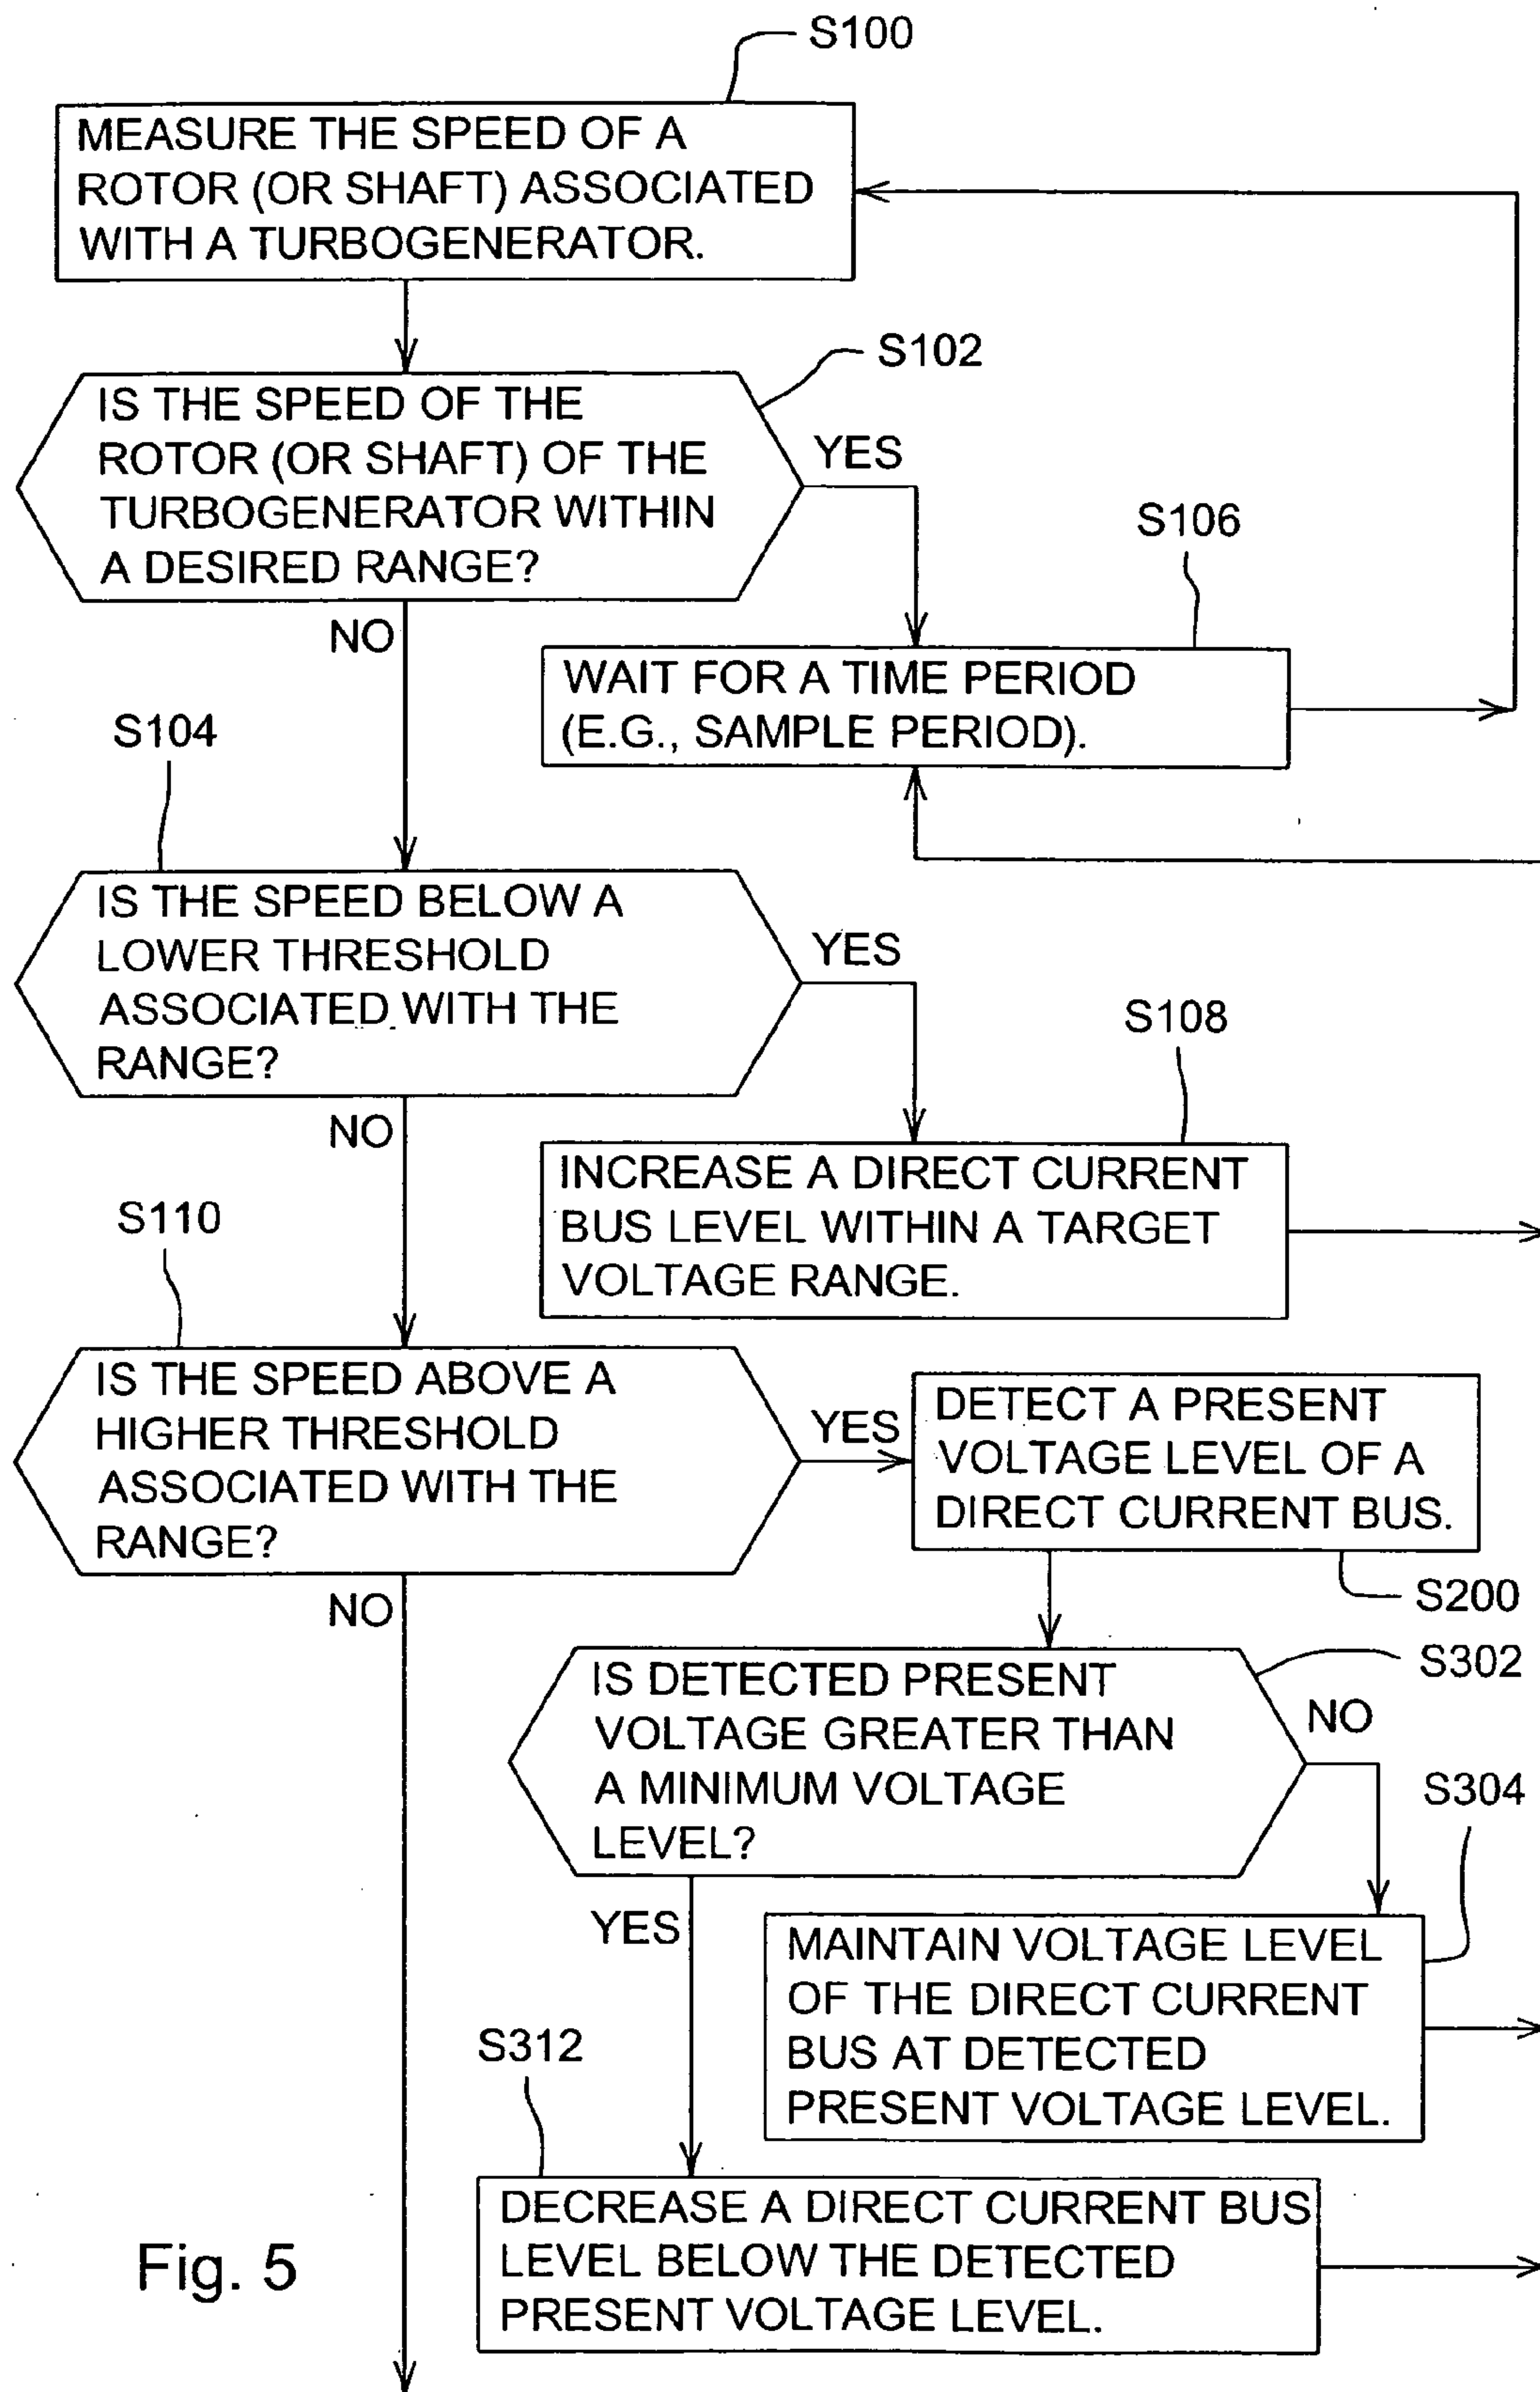 S100
MEASURE THE SPEED OF A
ROTOR (OR SHAFT) ASSOCIATED
WITH A TURBOGENERATOR.
S102
IS THE SPEED OF THE
ROTOR (OR SHAFT) OF THE
TURBOGENERATOR WITHIN
A DESIRED RANGE?
YES
NO
S106
WAIT FOR A TIME PERIOD
(E.G., SAMPLE PERIOD).
S104
IS THE SPEED BELOW A
LOWER THRESHOLD
ASSOCIATED WITH THE
RANGE?
YES
NO
S108
INCREASE A DIRECT CURRENT
BUS LEVEL WITHIN A TARGET
VOLTAGE RANGE.
S110
IS THE SPEED ABOVE A
HIGHER THRESHOLD
ASSOCIATED WITH THE
RANGE?
YES
NO
DETECT A PRESENT
VOLTAGE LEVEL OF A
DIRECT CURRENT BUS.
S200
S302
IS DETECTED PRESENT
VOLTAGE GREATER THAN
A MINIMUM VOLTAGE
LEVEL?
NO
YES
S304
MAINTAIN VOLTAGE LEVEL
OF THE DIRECT CURRENT
BUS AT DETECTED
PRESENT VOLTAGE LEVEL.
S312
DECREASE A DIRECT CURRENT BUS
LEVEL BELOW THE DETECTED
PRESENT VOLTAGE LEVEL.
Fig. 5